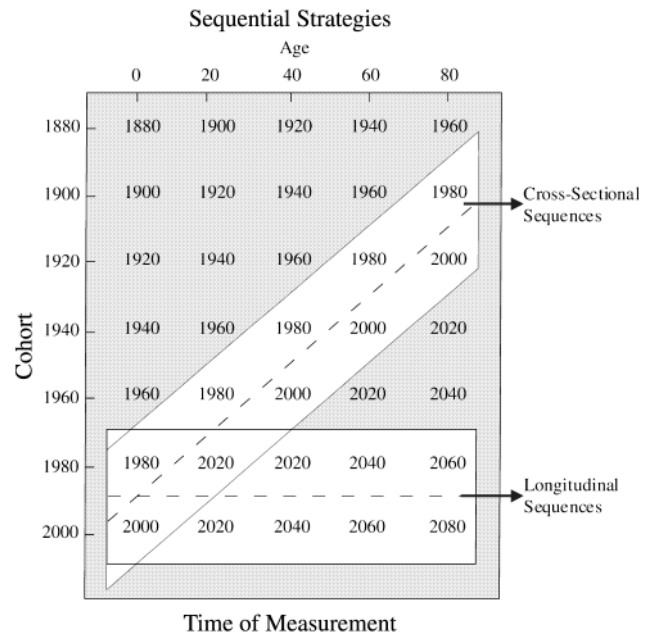 Sequential Strategies
Age
0 20 40 60 80
1880 1880 1900 1920 1940 1960
1900 1900 1920 1940 1960 1980
Cross-Sectional
Sequences
1920 1920 1940 1960 1980 2000
1940 1940 1960 1980 2000 2020
Cohort
1960 1960 1980 2000 2020 2040
1980 1980 2020 2020 2040 2060
Longitudinal
Sequences
2000 2000 2020 2040 2060 2080
Time of Measurement